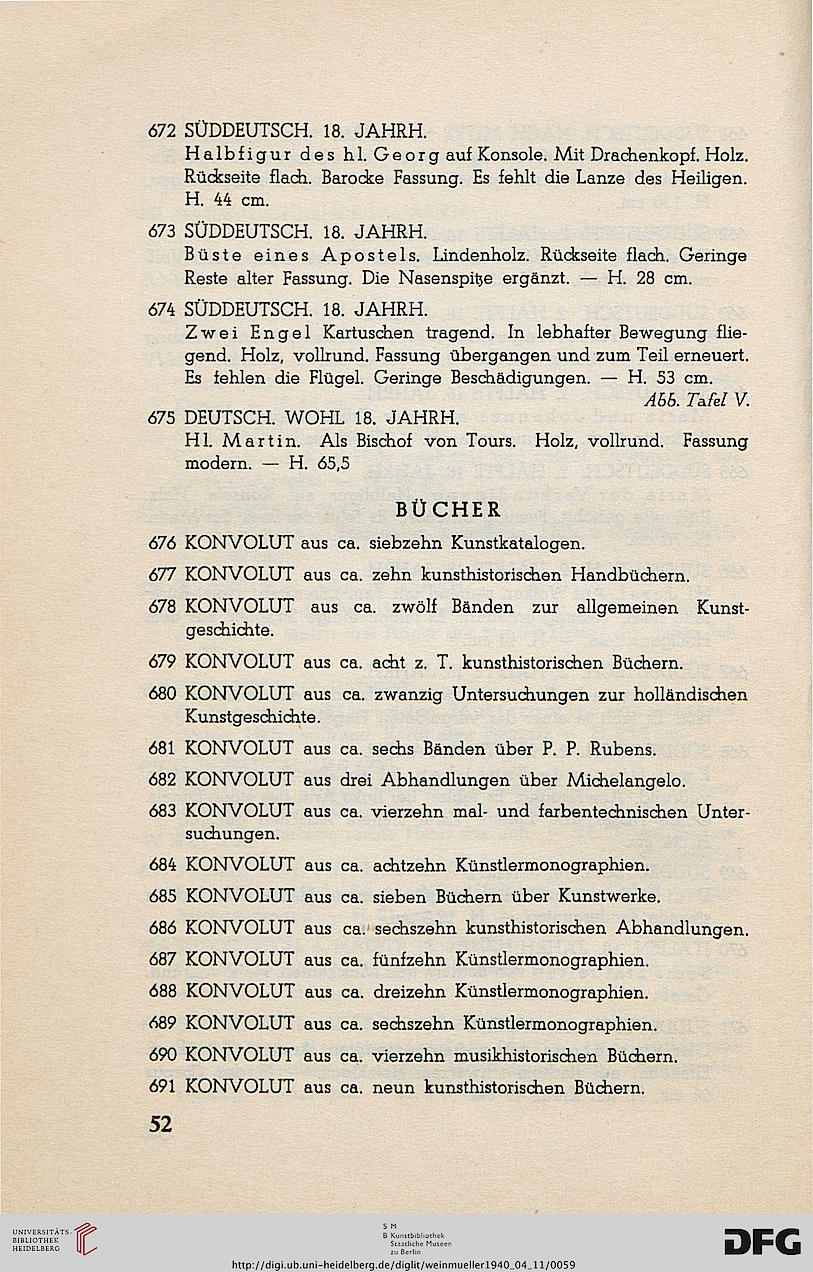 672 SÜDDEUTSCH. 18. JAHRH.
Halbfigur des hl. Georg auf Konsole. Mit Drachenkopf. Holz.
Rückseite flach. Barocke Fassung. Es fehlt die Lanze des Heiligen.
H. 44 cm.
673 SÜDDEUTSCH. 18. JAHRH.
Büste eines Apostels. Lindenholz. Rückseite flach. Geringe
Reste alter Fassung. Die Nasenspitze ergänzt. — H. 28 cm.
674 SÜDDEUTSCH. 18. JAHRH.
Zwei Engel Kartuschen tragend. In lebhafter Bewegung flie-
gend. Holz, vollrund. Fassung übergangen und zum Teil erneuert.
Es fehlen die Flügel. Geringe Beschädigungen. — H. 53 cm.
Abb. Tafel V.
675 DEUTSCH. WOHL 18. JAHRH.
Hl. Martin. Als Bischof von Tours. Holz, vollrund. Fassung
modern. — H. 65,5
BÜCHER
676 KONVOLUT aus ca. siebzehn Kunstkatalogen.
677 KONVOLUT aus ca. zehn kunsthistorischen Handbüchern.
678 KONVOLUT aus ca. zwölf Bänden zur allgemeinen Kunst-
geschichte.
679 KONVOLUT aus ca. acht z. T. kunsthistorischen Büchern.
680 KONVOLUT aus ca. zwanzig Untersuchungen zur holländischen
Kunstgeschichte.
681 KONVOLUT aus ca. sechs Bänden über P. P. Rubens.
682 KONVOLUT aus drei Abhandlungen über Michelangelo.
683 KONVOLUT aus ca. vierzehn mal- und farbentechnischen Unter-
suchungen.
684 KONVOLUT aus ca. achtzehn Künstlermonographien.
685 KONVOLUT aus ca. sieben Büchern über Kunstwerke.
686 KONVOLUT aus ca. sechszehn kunsthistorischen Abhandlungen.
687 KONVOLUT aus ca. fünfzehn Künstlermonographien.
688 KONVOLUT aus ca. dreizehn Künstlermonographien.
689 KONVOLUT aus ca. sechszehn Künstlermonographien.
690 KONVOLUT aus ca. vierzehn musikhistorischen Büchern.
691 KONVOLUT aus ca. neun kunsthistorischen Büchern.
52
UNIVERSITÄTS-
BIBLIOTHEK
HEIDELBERG
S M
B Kunstbibliothek
Staatliche Museen
zu Berlin
DFG
http://digi.ub.uni-heidelberg.de/diglit/weinmueller1940_04_11/0059